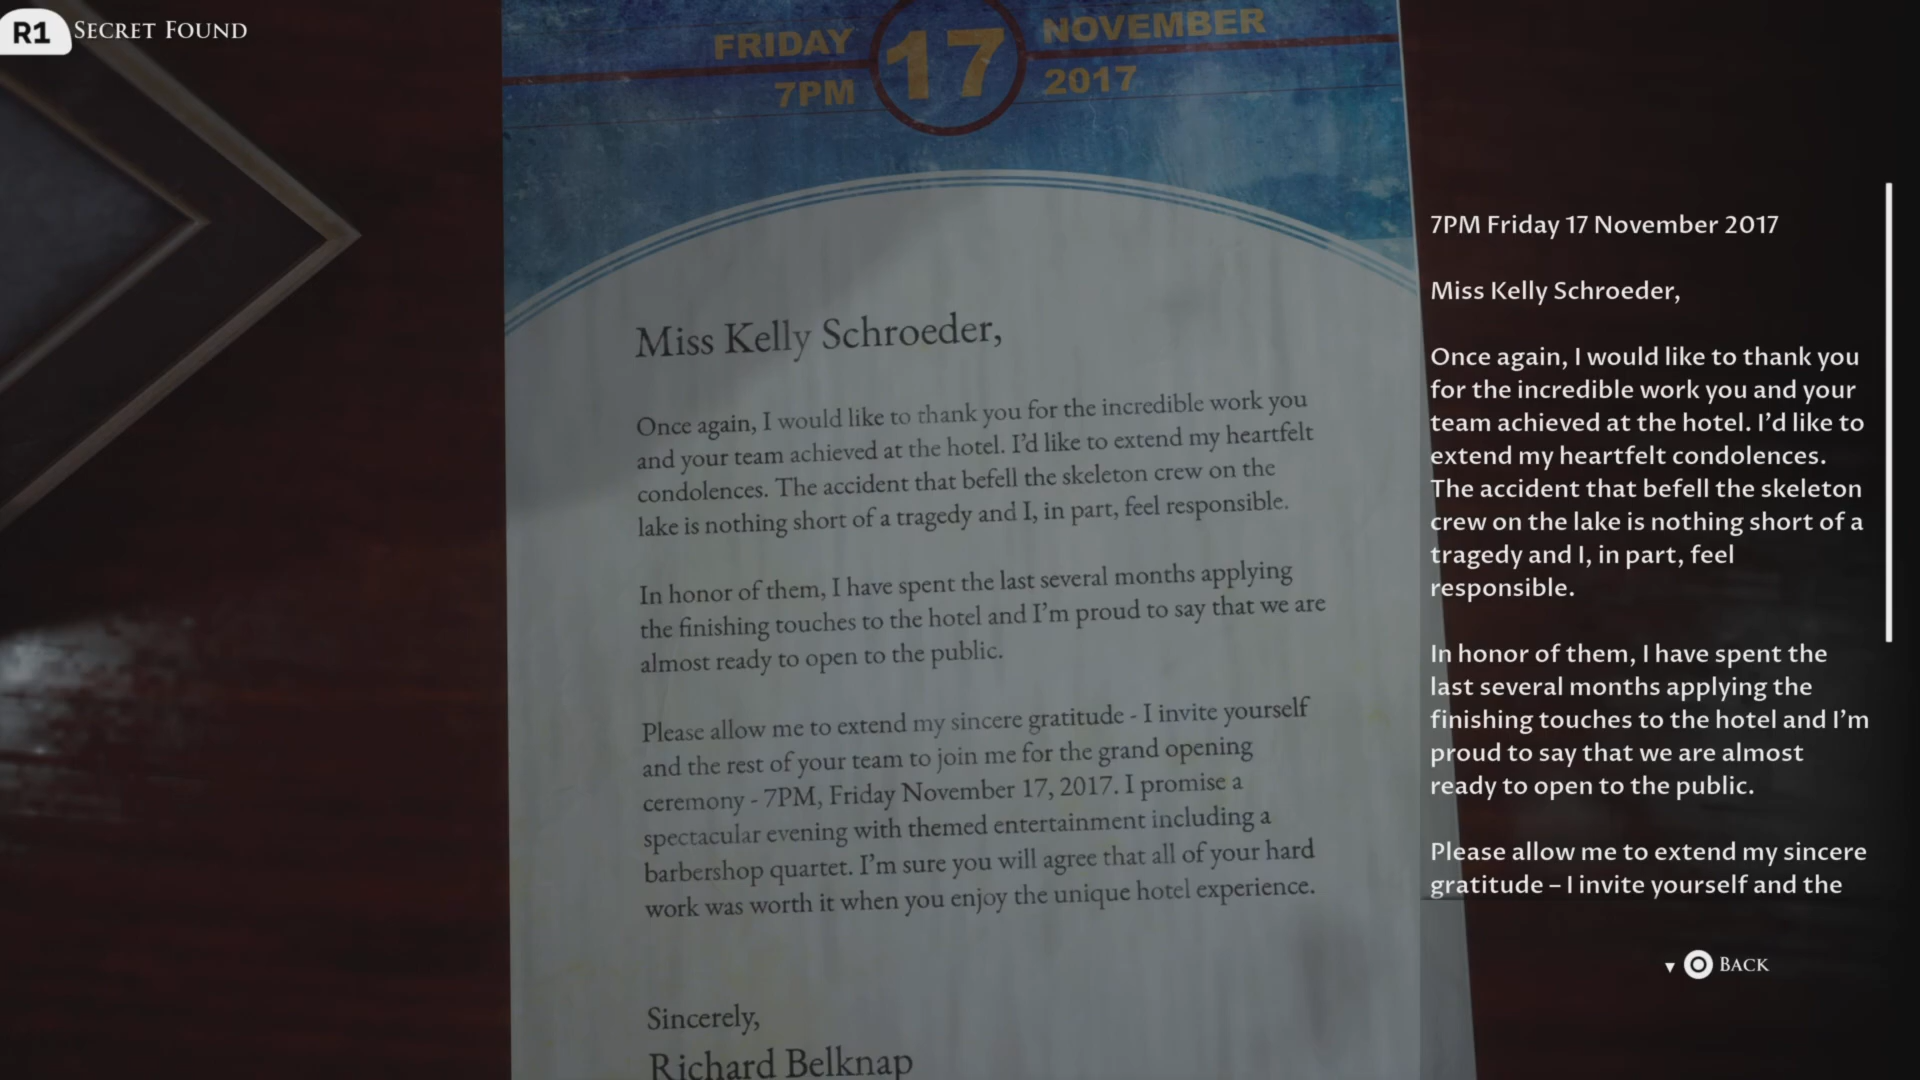 R1 SECRET FOUND
FRIDAY 17 NOVEMBER
7PM 2017
Miss Kelly Schroeder,
Once again, I would like to thank you for the incredible work you
and your team achieved at the hotel. I'd like to extend my heartfelt
condolences. The accident that befell the skeleton crew on the
lake is nothing short of a tragedy and I, in part, feel responsible.
In honor of them, I have spent the last several months applying
the finishing touches to the hotel and I'm proud to say that we are
almost ready to open to the public.
Please allow me to extend my sincere gratitude - I invite yourself
and the rest of your team to join me for the grand opening
ceremony - 7PM, Friday November 17, 2017. I promise a
spectacular evening with themed entertainment including a
barbershop quartet. I'm sure you will agree that all of your hard
work was worth it when you enjoy the unique hotel experience.
Sincerely,
Richard Belknap
7PM Friday 17 November 2017
Miss Kelly Schroeder,
Once again, I would like to thank you
for the incredible work you and your
team achieved at the hotel. I'd like to
extend my heartfelt condolences.
The accident that befell the skeleton
crew on the lake is nothing short of a
tragedy and I, in part, feel
responsible.
In honor of them, I have spent the
last several months applying the
finishing touches to the hotel and I'm
proud to say that we are almost
ready to open to the public.
Please allow me to extend my sincere
gratitude – I invite yourself and the
BACK